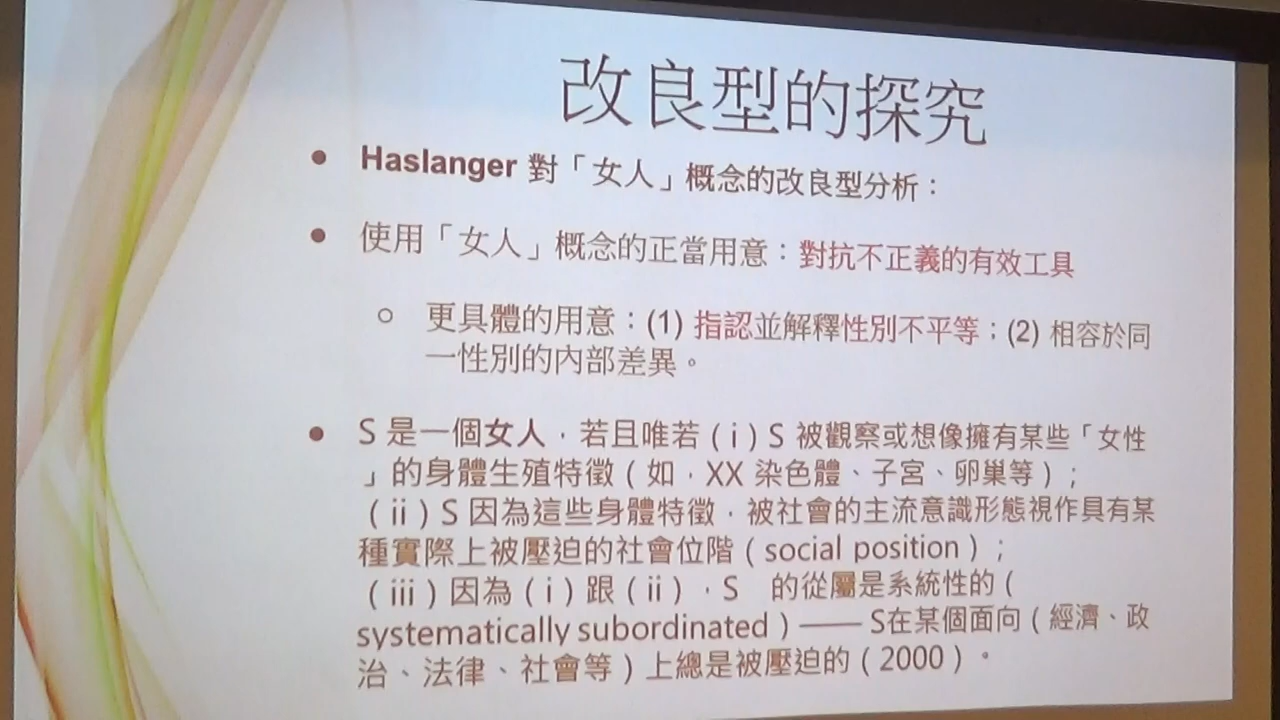 改良型的探究
• Haslanger 對「女人」概念的改良型分析：
• 使用「女人」概念的正當用意：對抗不正義的有效工具
○ 更具體的用意：(1) 指認並解釋性別不平等；(2) 相容於同
一性別的內部差異。
• S 是一個女人，若且唯若（i）S 被觀察或想像擁有某些「女性
」的身體生殖特徵（如，XX 染色體、子宮、卵巢等）；
（ii）S 因為這些身體特徵，被社會的主流意識形態視作具有某
種實際上被壓迫的社會位階（social position）；
（iii）因為（i）跟（ii），S 的從屬是系統性的（
systematically subordinated）—— S在某個面向（經濟、政
治、法律、社會等）上總是被壓迫的（2000）。